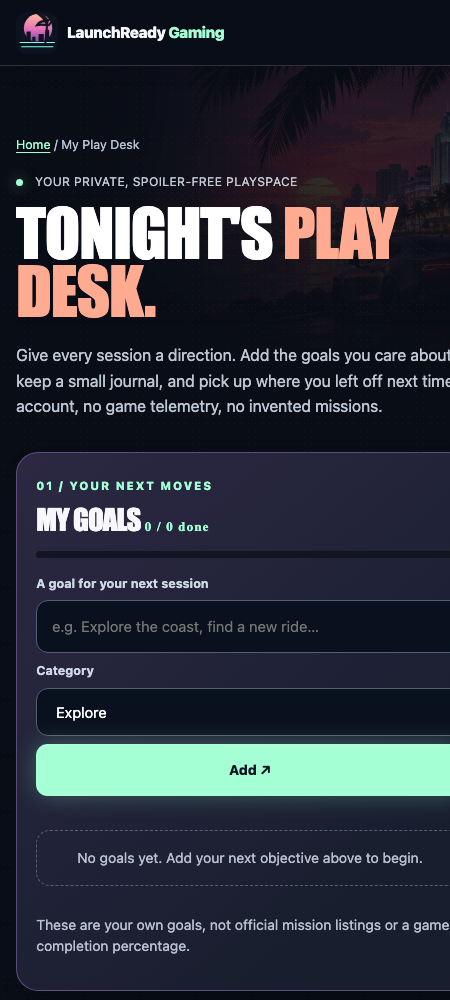 LaunchReady Gaming
Home / My Play Desk
YOUR PRIVATE, SPOILER-FREE PLAYSPACE
TONIGHT'S PLAY
DESK.
Give every session a direction. Add the goals you care about
keep a small journal, and pick up where you left off next time
account, no game telemetry, no invented missions.
01 / YOUR NEXT MOVES
MY GOALS 0 / 0 done
A goal for your next session
e.g. Explore the coast, find a new ride...
Category
Explore
Add ↗
No goals yet. Add your next objective above to begin.
These are your own goals, not official mission listings or a game
completion percentage.